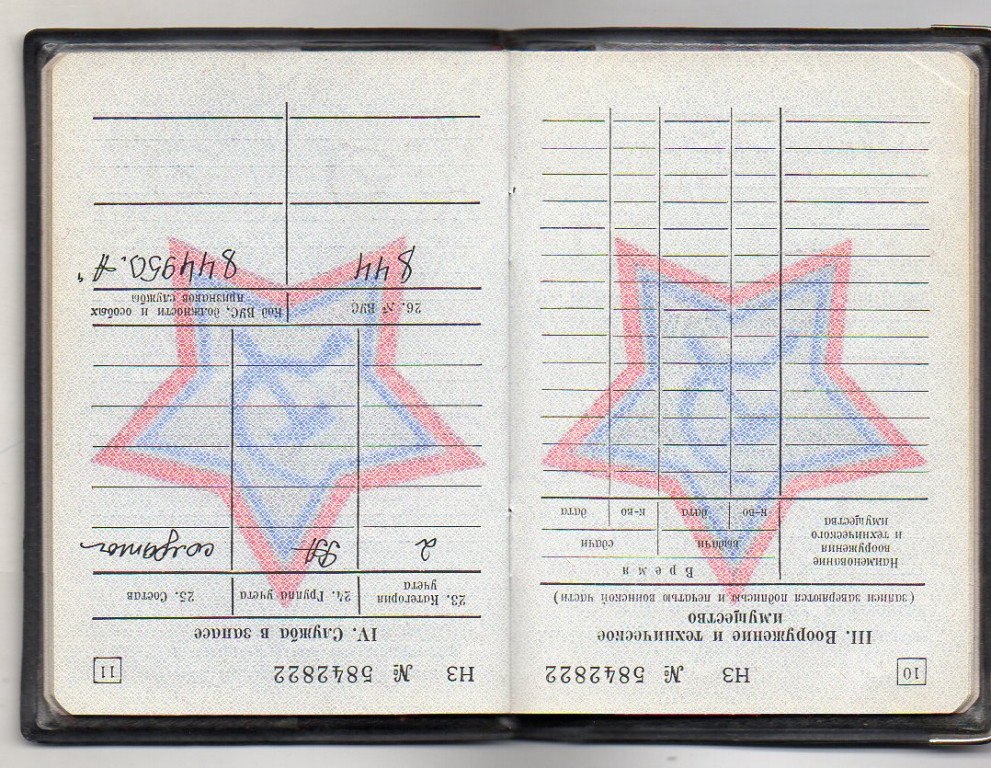 НЗ № 5842822
10
III. Вооружение и техническое
имущество
(записи заверяются подписью и печатью воинской части)
Наименование
вооружения
и технического
имущества
Время
выдачи
сдачи
к-во
дата
к-во
дата
НЗ № 5842822
11
IV. Служба в запасе
23. Категория
учета
24. Группа учета
25. Состав
2
РА
солдатов
26. № ВУС
Код ВУС, должности и особых
признаков службы
844
844950.А"